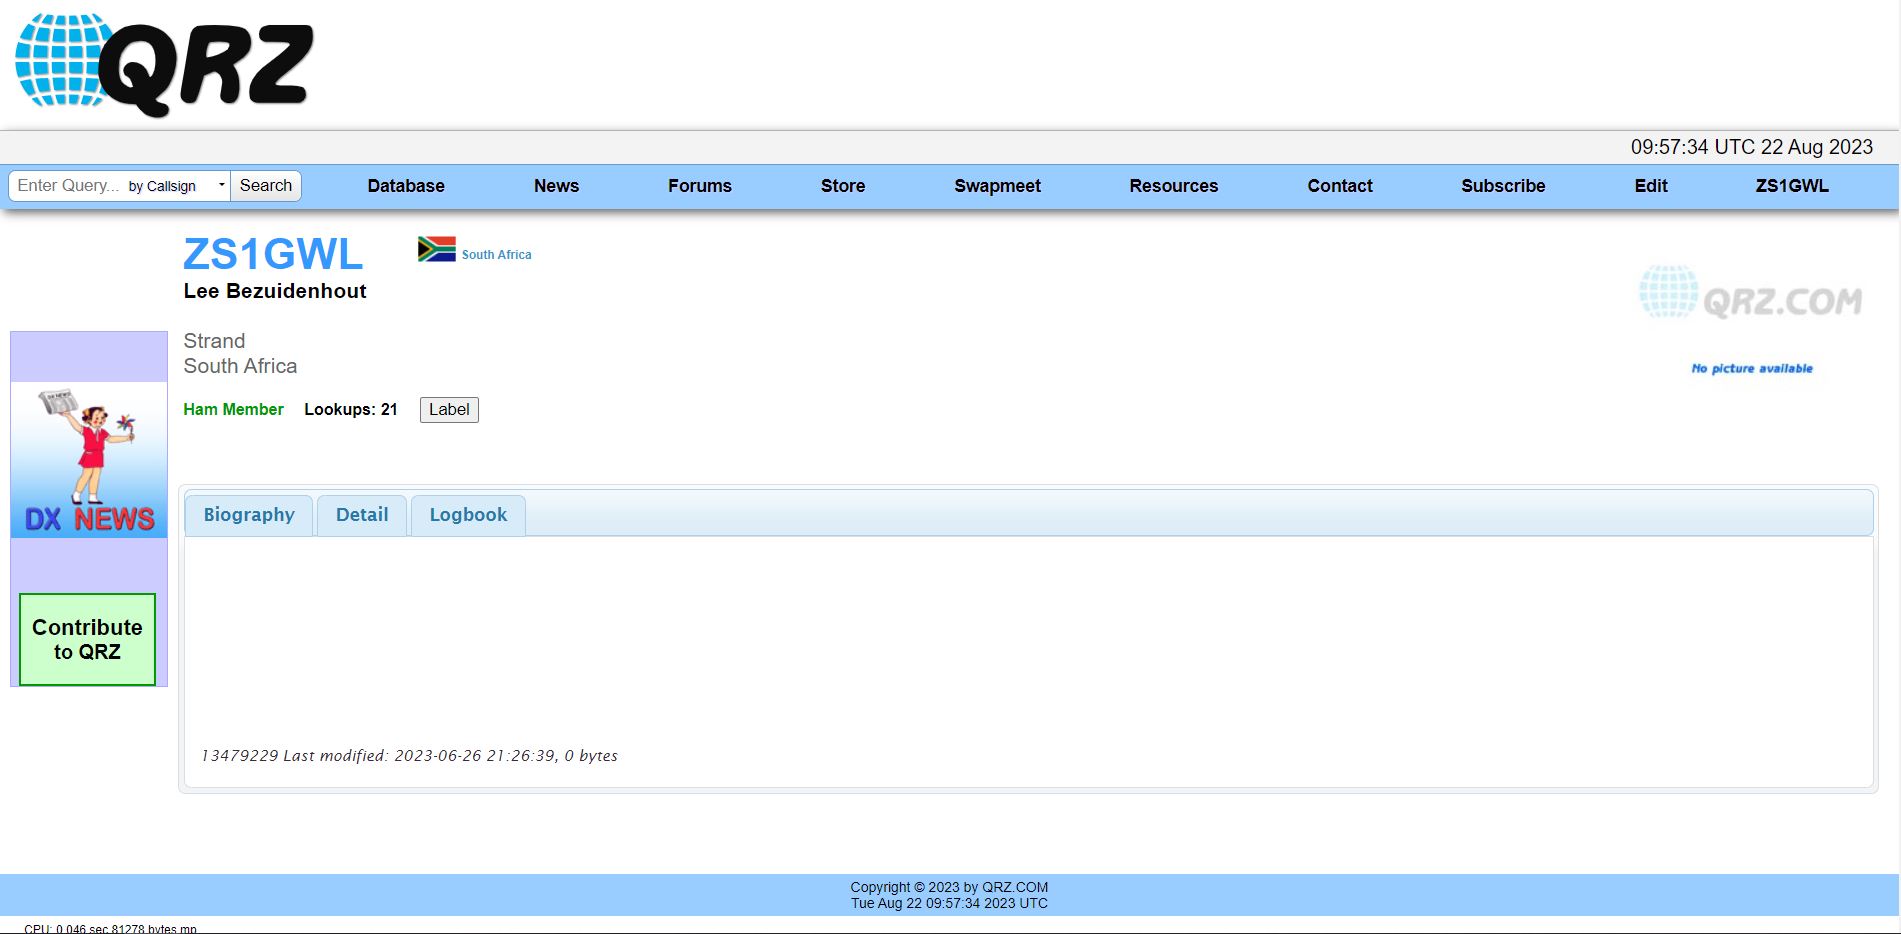 QRZ
09:57:34 UTC 22 Aug 2023
Enter Query... by Callsign Search Database News Forums Store Swapmeet Resources Contact Subscribe Edit ZS1GWL
ZS1GWL South Africa
Lee Bezuidenhout
QRZ.COM
Strand
South Africa
No picture available
Ham Member Lookups: 21 Label
DX NEWS
DX NEWS
Contribute
to QRZ
Biography Detail Logbook
13479229 Last modified: 2023-06-26 21:26:39, 0 bytes
Copyright © 2023 by QRZ.COM
Tue Aug 22 09:57:34 2023 UTC
CPU: 0.046 sec 81278 bytes mp